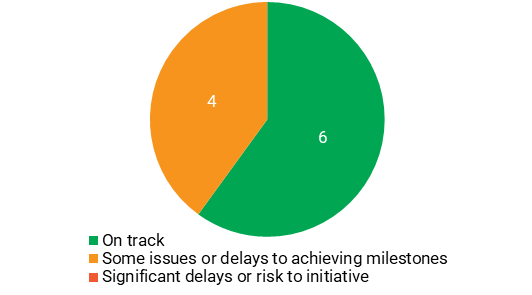 4
6
On track
Some issues or delays to achieving milestones
Significant delays or risk to initiative